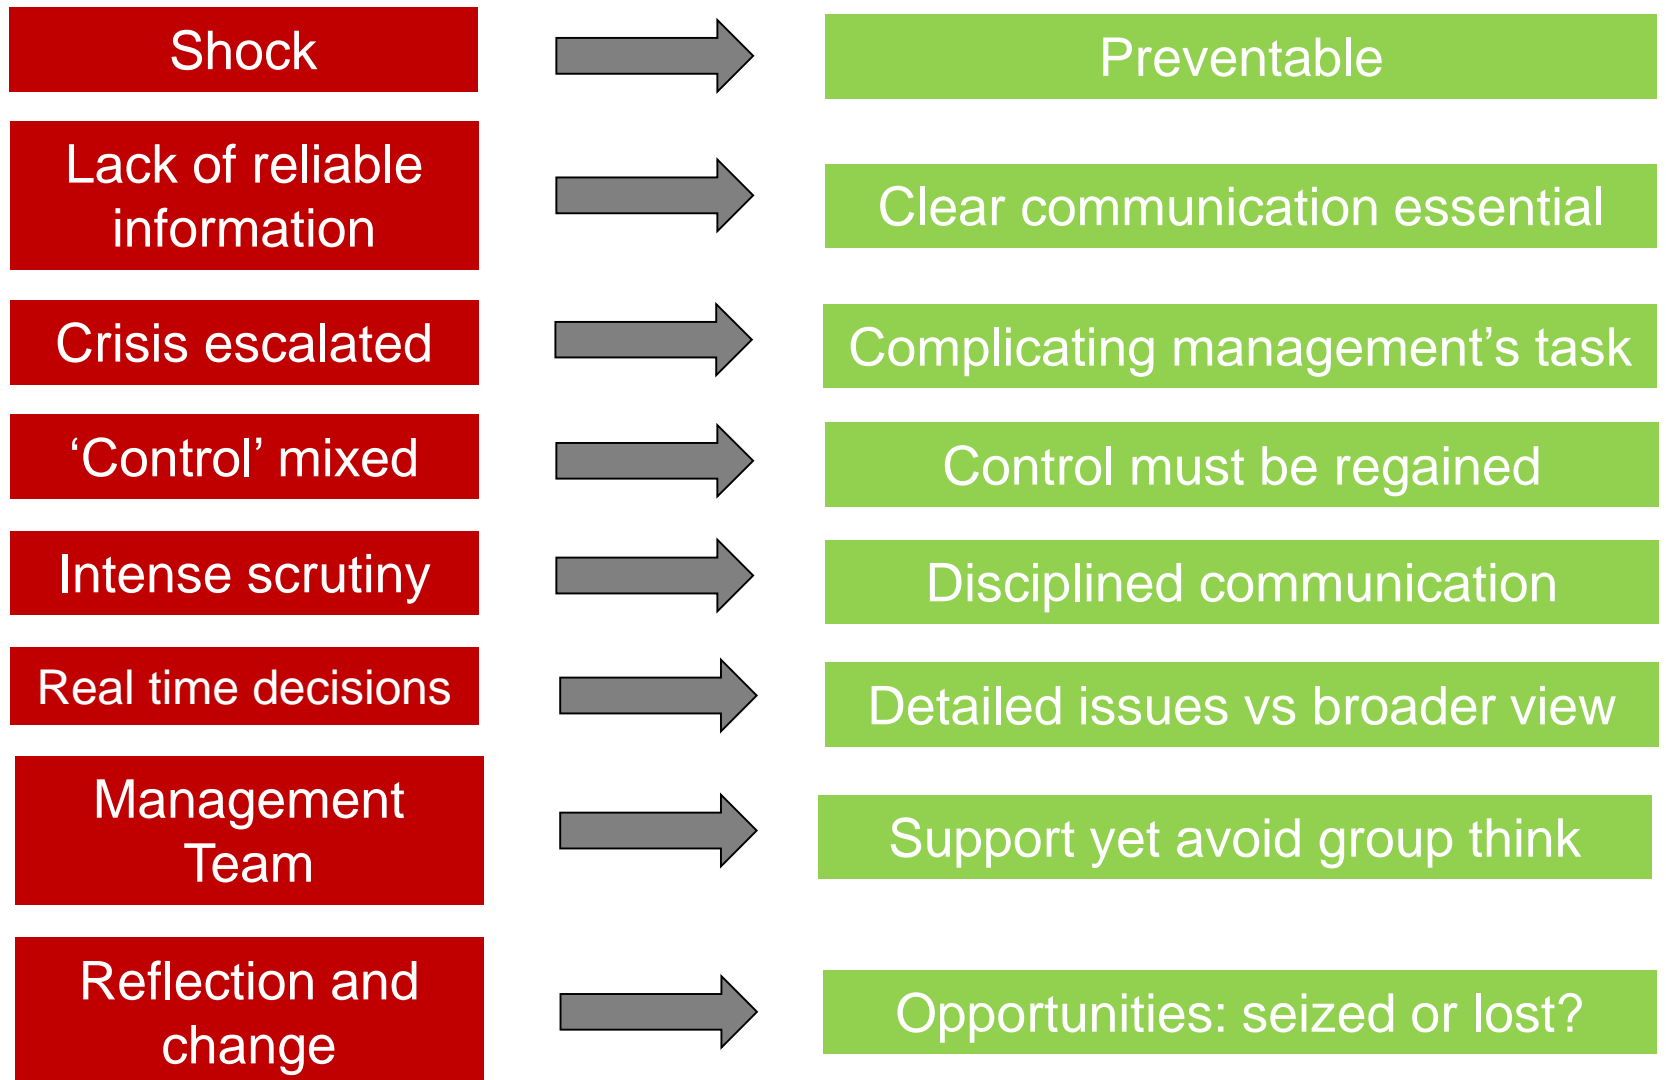 Shock
Preventable
Lack of reliable
information
Clear communication essential
Crisis escalated
Complicating management’s task
‘Control’ mixed
Control must be regained
Intense scrutiny
Disciplined communication
Real time decisions
Detailed issues vs broader view
Management
Team
Support yet avoid group think
Reflection and
change
Opportunities: seized or lost?